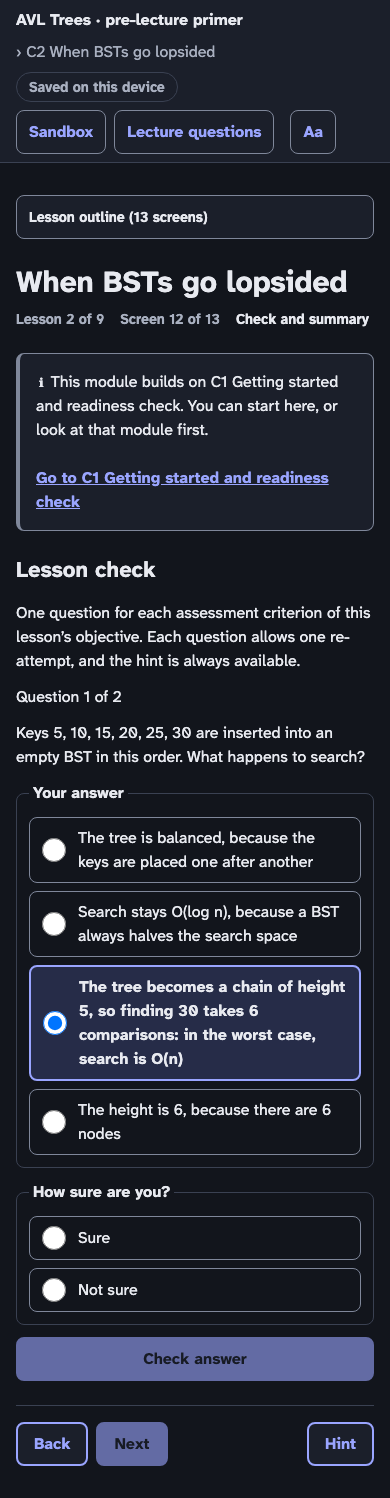 AVL Trees · pre-lecture primer
› C2 When BSTs go lopsided
Saved on this device
Sandbox
Lecture questions
Aa
Lesson outline (13 screens)
When BSTs go lopsided
Lesson 2 of 9
Screen 12 of 13
Check and summary
ℹ This module builds on C1 Getting started
and readiness check. You can start here, or
look at that module first.
Go to C1 Getting started and readiness
check
Lesson check
One question for each assessment criterion of this
lesson's objective. Each question allows one re-
attempt, and the hint is always available.
Question 1 of 2
Keys 5, 10, 15, 20, 25, 30 are inserted into an
empty BST in this order. What happens to search?
Your answer
The tree is balanced, because the
keys are placed one after another
Search stays O(log n), because a BST
always halves the search space
The tree becomes a chain of height
5, so finding 30 takes 6
comparisons: in the worst case,
search is O(n)
The height is 6, because there are 6
nodes
How sure are you?
Sure
Not sure
Check answer
Back
Next
Hint